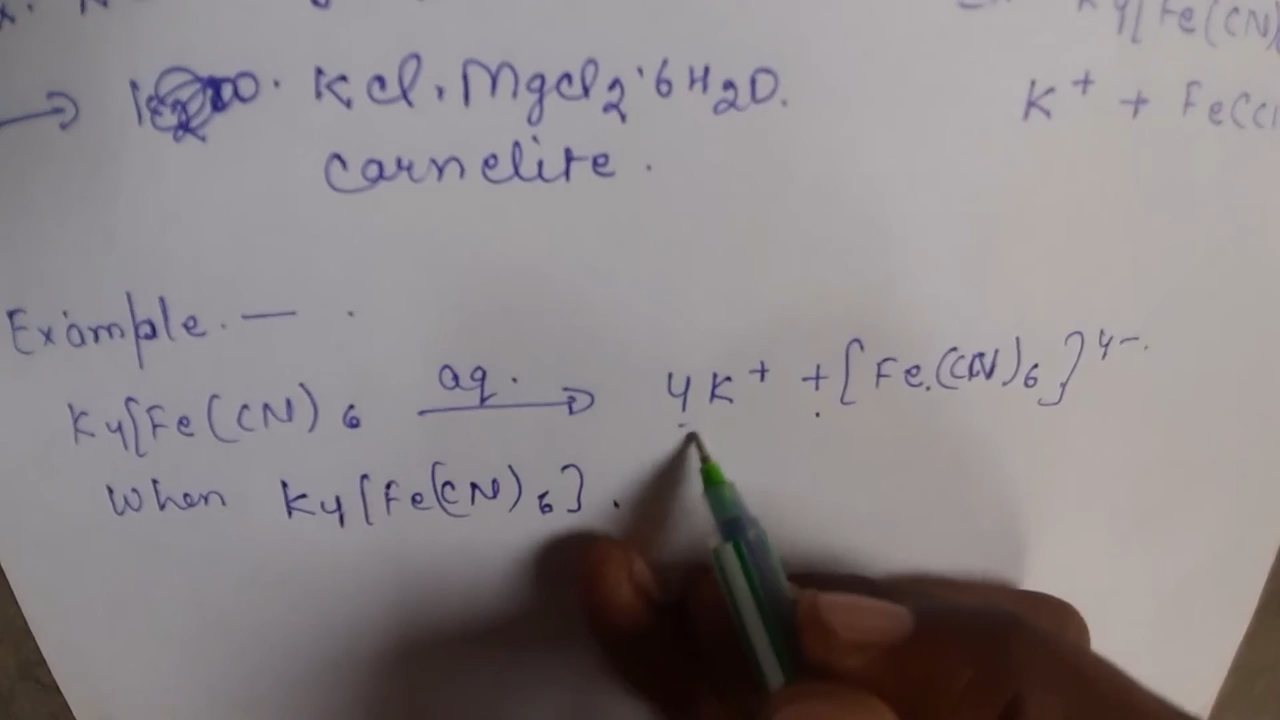 K4[Fe(CN)
→ KCl.MgCl2.6H2O.
K+ + Fe(C
carnelite.
Example. — .
K4[Fe(CN)6 aq. → 4K+ + [Fe.(CN)6]4-.
When K4[Fe(CN)6].